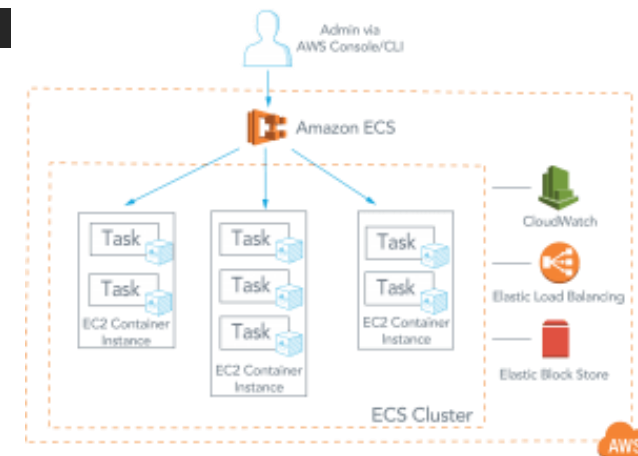 Admin via
AWS Console/CLI
Amazon ECS
Task
Task
EC2 Container
Instance
Task
Task
Task
EC2 Container
Instance
Task
Task
EC2 Container
Instance
ECS Cluster
CloudWatch
Elastic Load Balancing
Elastic Block Store
AWS